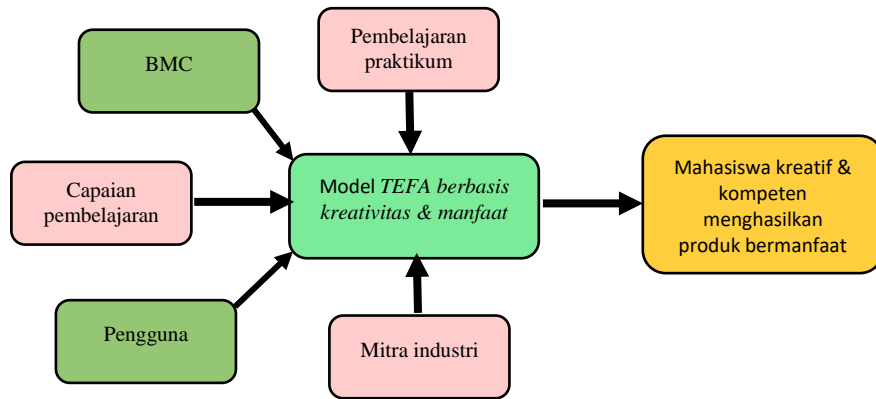 BMC
Pembelajaran
praktikum
Capaian
pembelajaran
Model TEFA berbasis
kreativitas & manfaat
Mahasiswa kreatif &
kompeten
menghasilkan
produk bermanfaat
Pengguna
Mitra industri